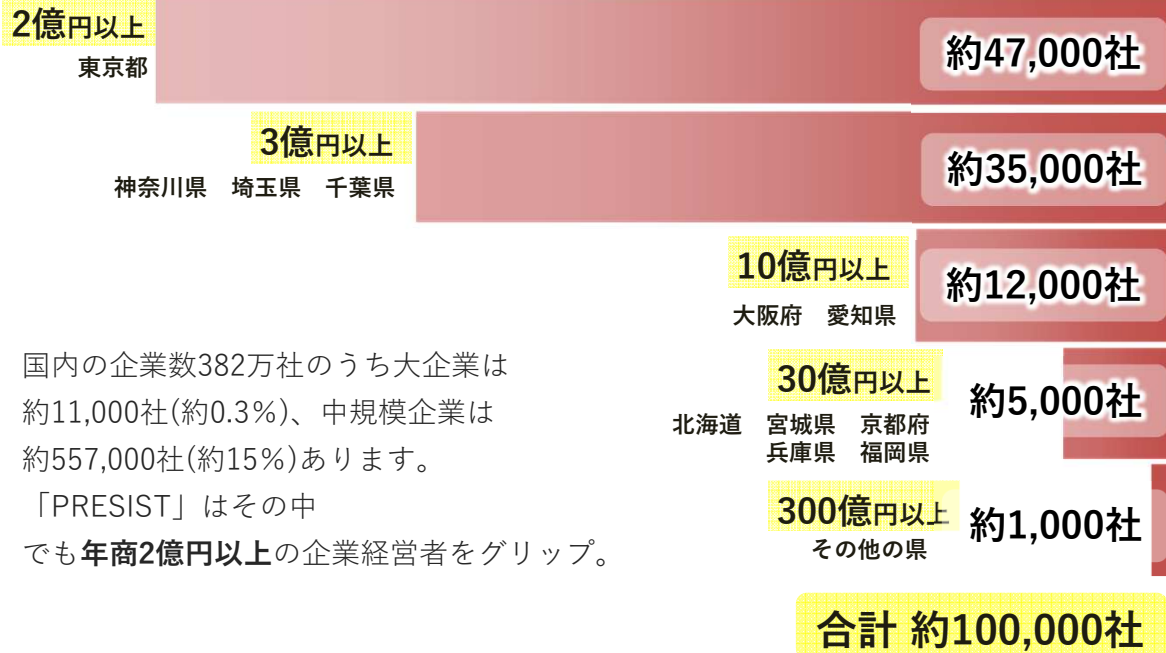 2億円以上
東京都
約47,000社
3億円以上
神奈川県 埼玉県 千葉県
約35,000社
10億円以上
大阪府 愛知県
約12,000社
30億円以上
北海道 宮城県 京都府
兵庫県 福岡県
約5,000社
300億円以上
その他の県
約1,000社
国内の企業数382万社のうち大企業は
約11,000社(約0.3%)、中規模企業は
約557,000社(約15%)あります。
「PRESIST」はその中
でも年商2億円以上の企業経営者をグリップ。
合計 約100,000社